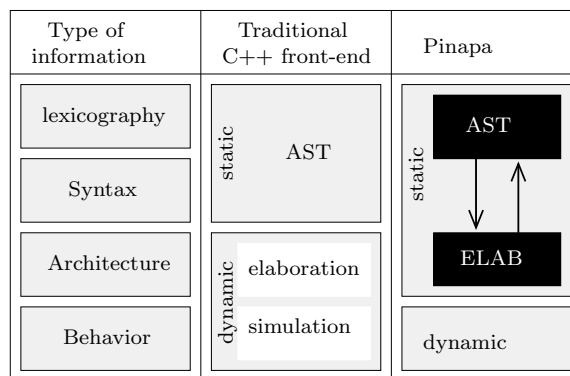 Type of
information
Traditional
C++ front-end
Pinapa
lexicography
Syntax
Architecture
Behavior
static
AST
dynamic
elaboration
simulation
static
AST
ELAB
dynamic